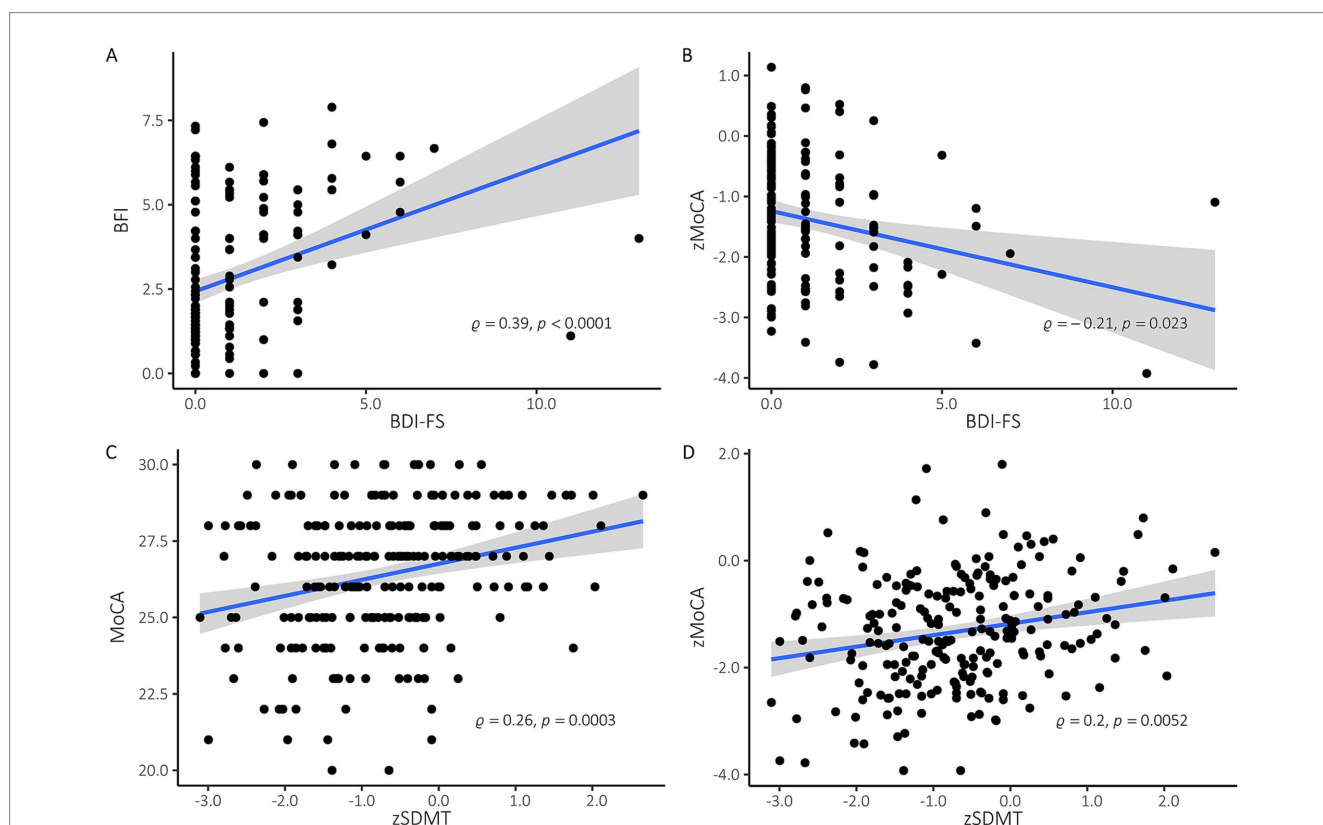 A
B
BFI
7.5
5.0
2.5
0.0
ϱ = 0.39, p < 0.0001
0.0 5.0 10.0
BDI-FS
zMoCA
1.0
-0.0
-1.0
-2.0
-3.0
-4.0
ϱ = −0.21, p = 0.023
0.0 5.0 10.0
BDI-FS
C
D
MoCA
30.0
27.5
25.0
22.5
20.0
ϱ = 0.26, p = 0.0003
-3.0 -2.0 -1.0 0.0 1.0 2.0
zSDMT
zMoCA
2.0
-0.0
-2.0
-4.0
ϱ = 0.2, p = 0.0052
-3.0 -2.0 -1.0 0.0 1.0 2.0
zSDMT